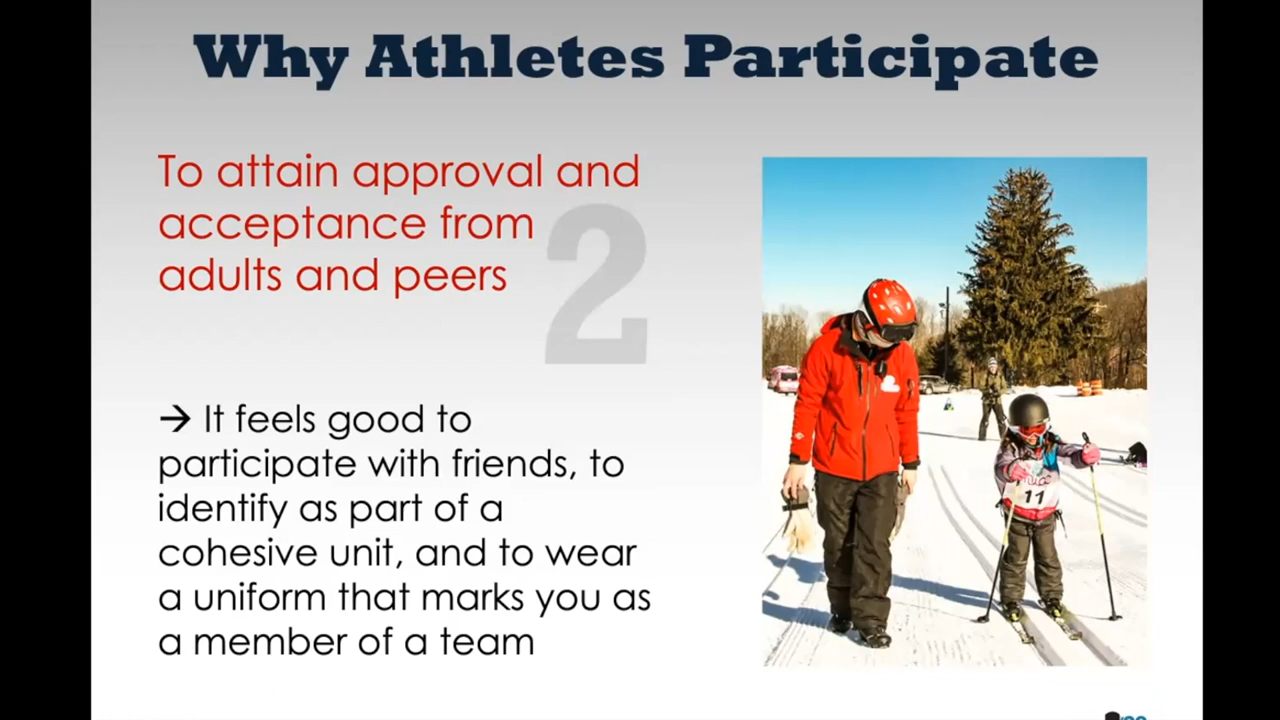 Why Athletes Participate
To attain approval and
acceptance from
adults and peers
2
→ It feels good to
participate with friends, to
identify as part of a
cohesive unit, and to wear
a uniform that marks you as
a member of a team
11